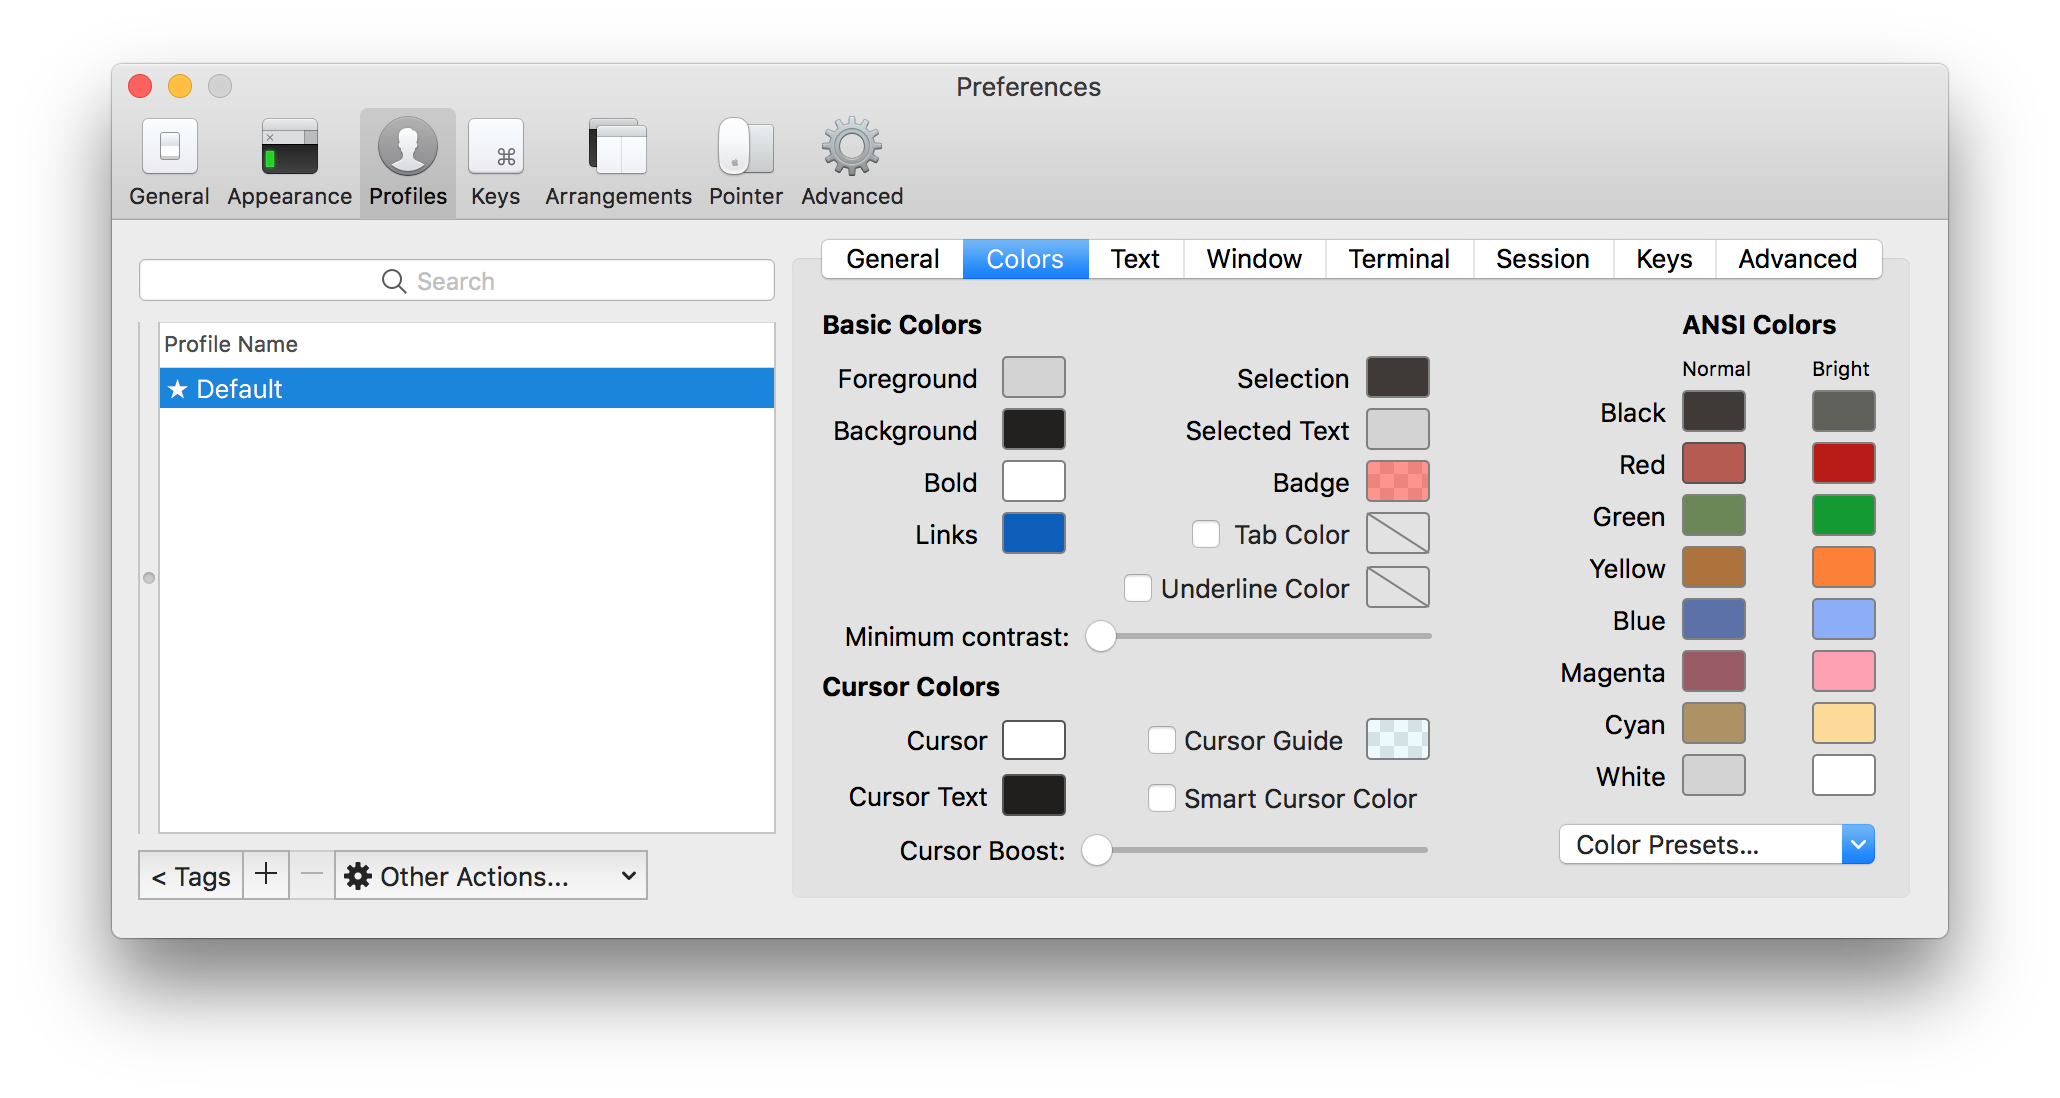 Preferences
General Appearance Profiles Keys Arrangements Pointer Advanced
Search
Profile Name
★ Default
< Tags + — Other Actions...
General Colors Text Window Terminal Session Keys Advanced
Basic Colors
Foreground
Background
Bold
Links
Selection
Selected Text
Badge
Tab Color
Underline Color
Minimum contrast:
Cursor Colors
Cursor
Cursor Text
Cursor Guide
Smart Cursor Color
Cursor Boost:
ANSI Colors
Normal Bright
Black
Red
Green
Yellow
Blue
Magenta
Cyan
White
Color Presets...